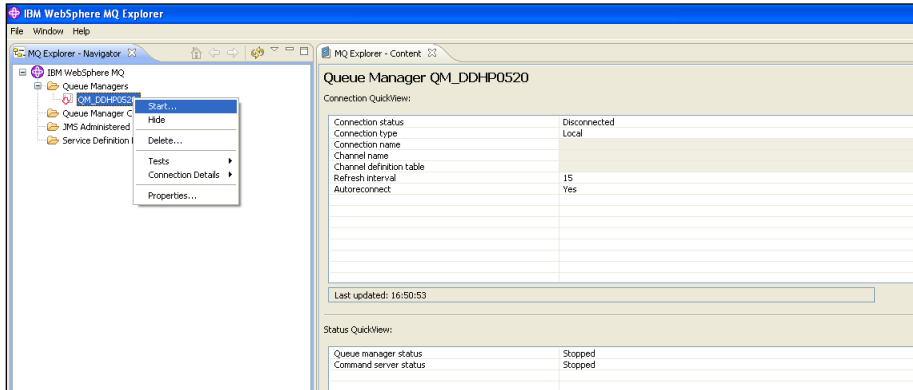 IBM WebSphere MQ Explorer
File Window Help
MQ Explorer - Navigator
MQ Explorer - Content
IBM WebSphere MQ
Queue Managers
QM_DDHP0520
Queue Manager C
JMS Administered
Service Definition
Start...
Hide
Delete...
Tests
Connection Details
Properties...
Queue Manager QM_DDHP0520
Connection QuickView:
Connection status Disconnected
Connection type Local
Connection name
Channel name
Channel definition table
Refresh interval 15
Autoreconnect Yes
Last updated: 16:50:53
Status QuickView:
Queue manager status Stopped
Command server status Stopped